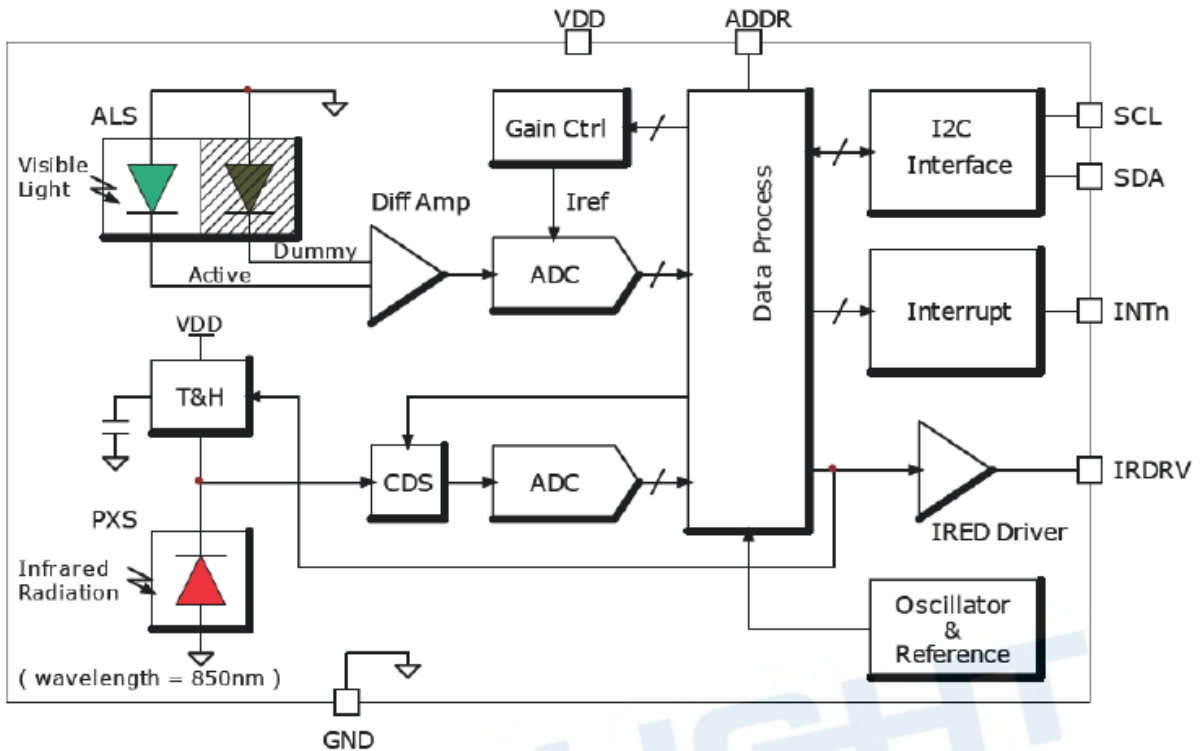 VDD
ADDR
ALS
Visible
Light
Gain Ctrl
I2C
Interface
SCL
SDA
Diff Amp
Iref
Data Process
Dummy
Active
ADC
Interrupt
INTn
VDD
T&H
CDS
ADC
IRDRV
IRED Driver
PXS
Infrared
Radiation
Oscillator
&
Reference
( wavelength = 850nm )
GND